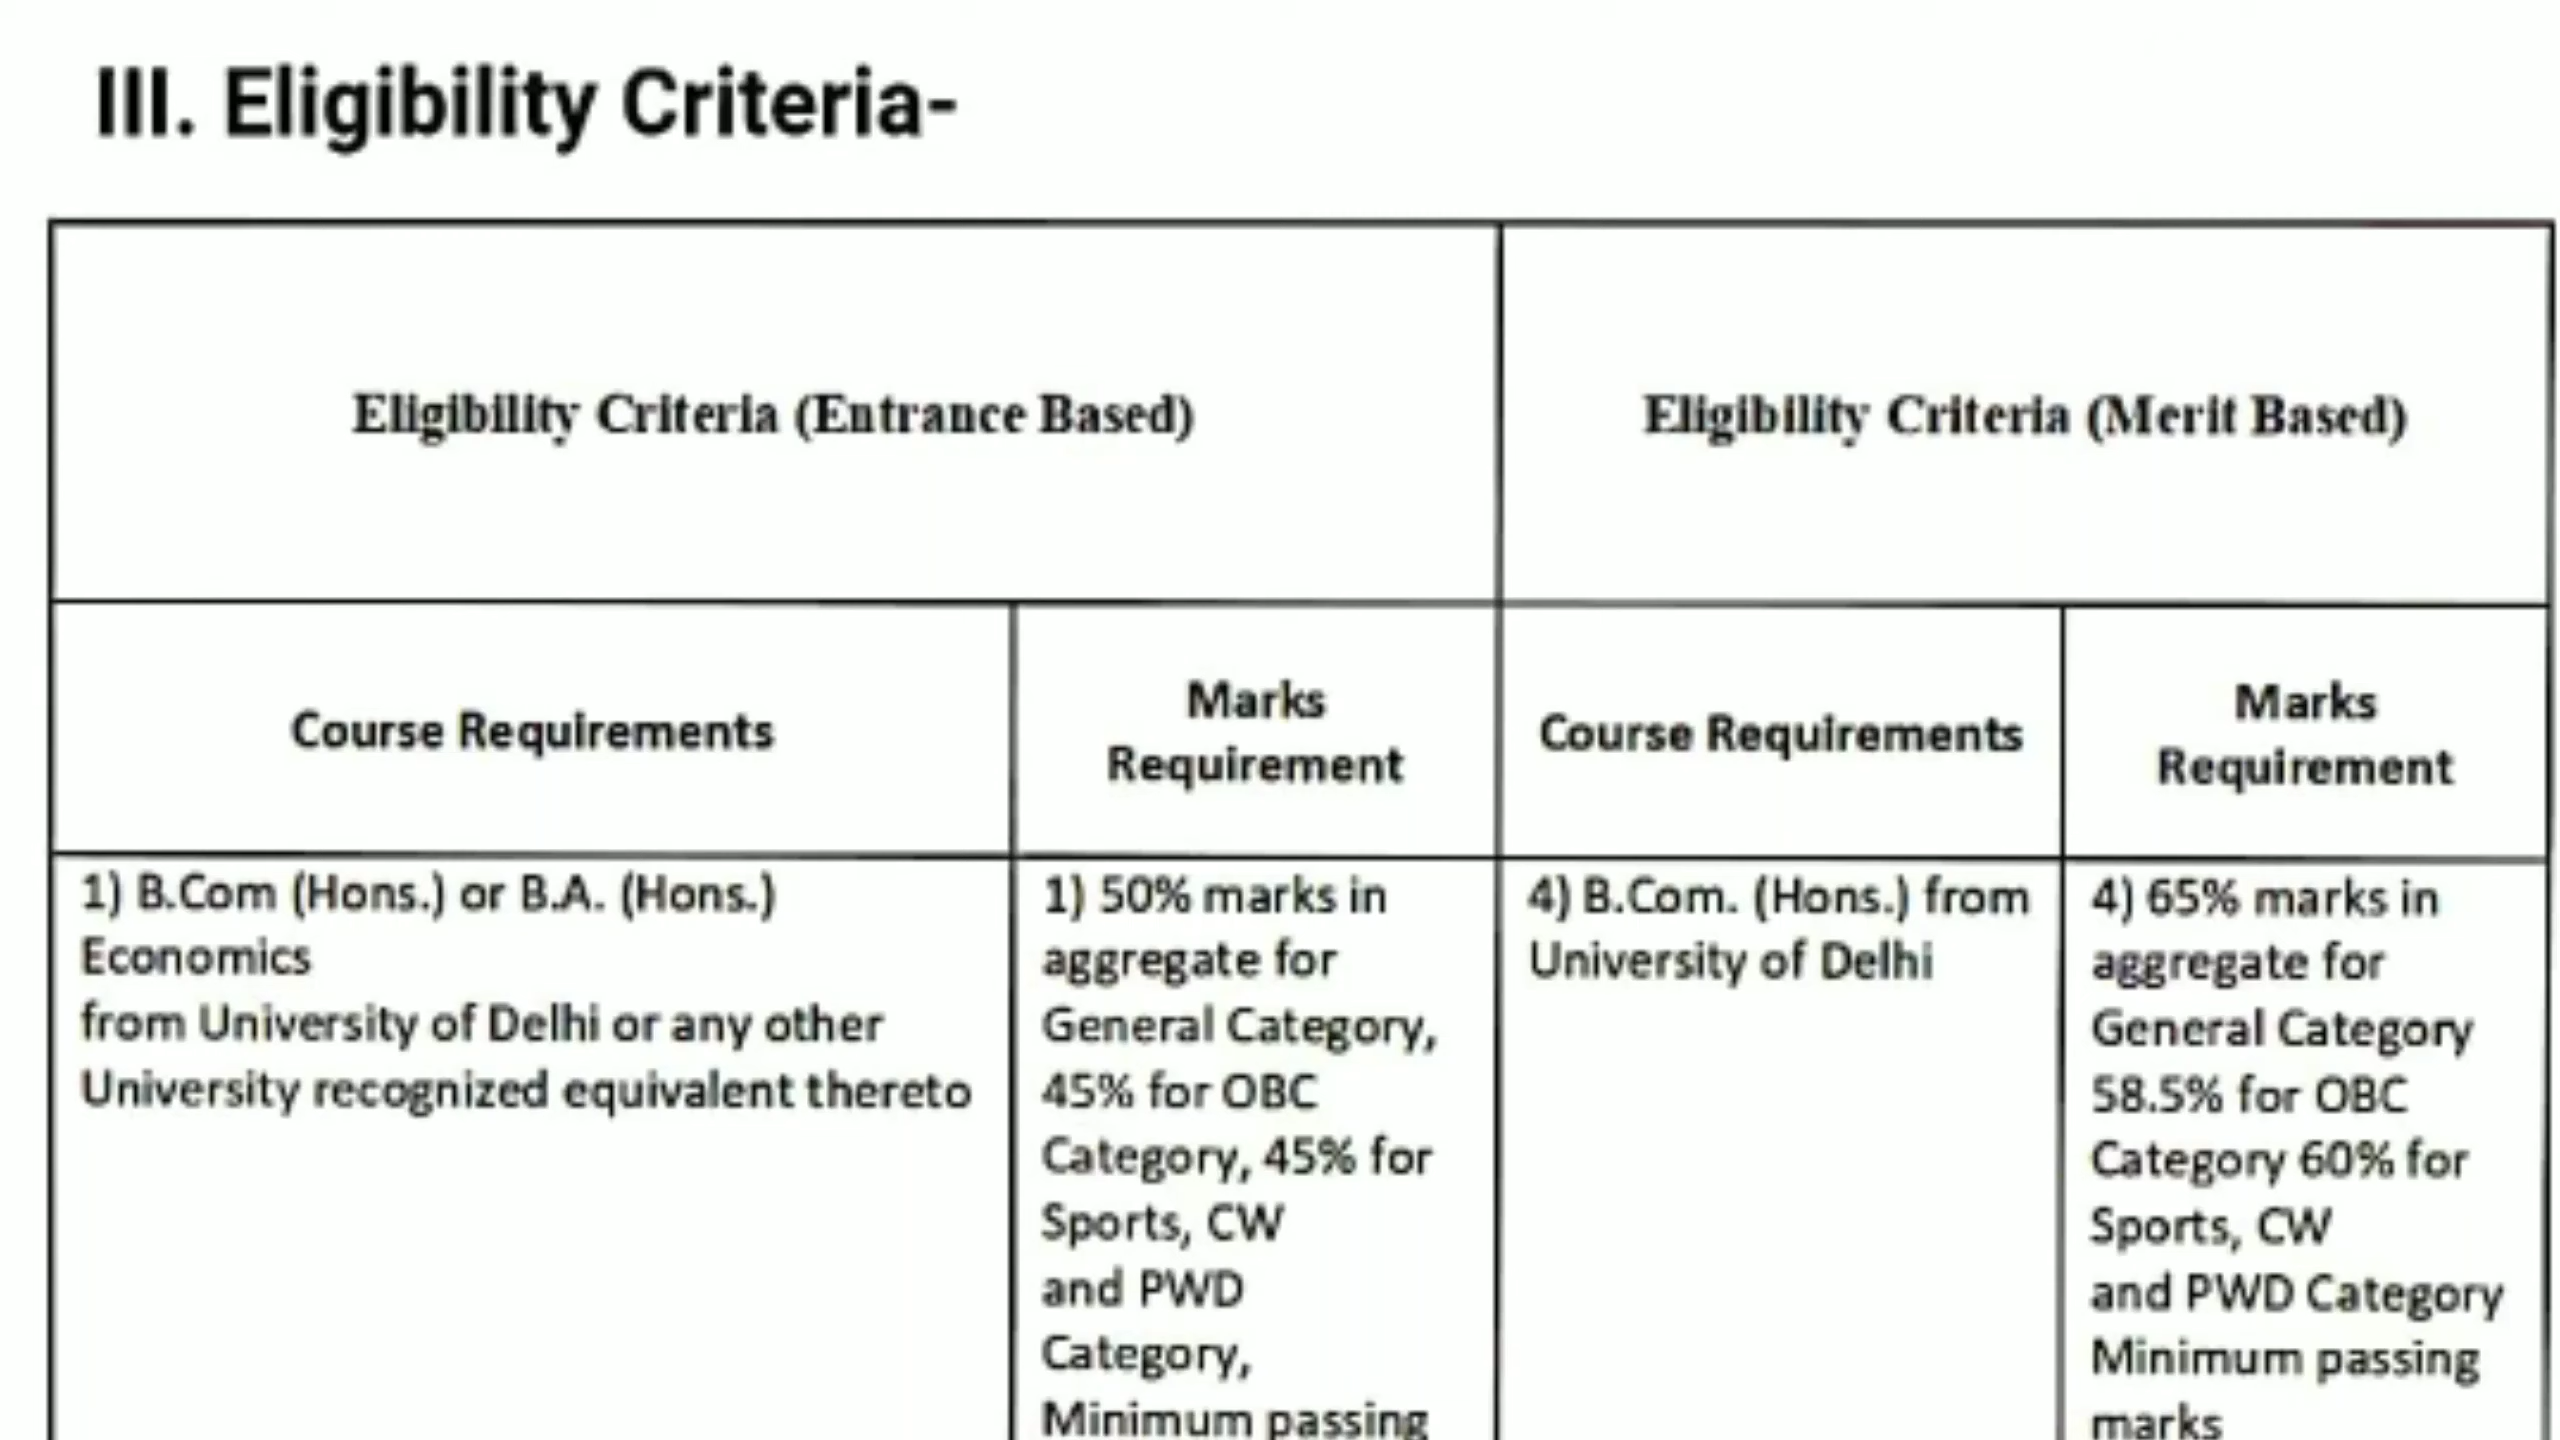 III. Eligibility Criteria-
Eligibility Criteria (Entrance Based)
Eligibility Criteria (Merit Based)
Course Requirements
Marks
Requirement
Course Requirements
Marks
Requirement
1) B.Com (Hons.) or B.A. (Hons.)
Economics
from University of Delhi or any other
University recognized equivalent thereto
1) 50% marks in
aggregate for
General Category,
45% for OBC
Category, 45% for
Sports, CW
and PWD
Category,
Minimum passing
4) B.Com. (Hons.) from
University of Delhi
4) 65% marks in
aggregate for
General Category
58.5% for OBC
Category 60% for
Sports, CW
and PWD Category
Minimum passing
marks